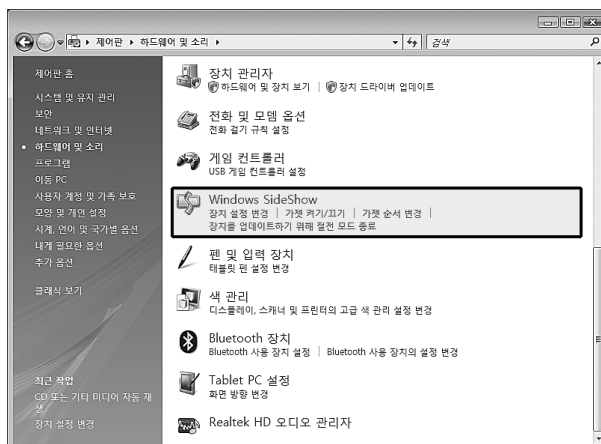 제어판 ▸ 하드웨어 및 소리 ▸
검색
제어판 홈
시스템 및 유지 관리
보안
네트워크 및 인터넷
• 하드웨어 및 소리
프로그램
이동 PC
사용자 계정 및 가족 보호
모양 및 개인 설정
시계, 언어 및 국가별 옵션
내게 필요한 옵션
추가 옵션
클래식 보기
최근 작업
CD 또는 기타 미디어 자동 재
생
장치 설정 변경
장치 관리자
하드웨어 및 장치 보기 | 장치 드라이버 업데이트
전화 및 모뎀 옵션
전화 걸기 규칙 설정
게임 컨트롤러
USB 게임 컨트롤러 설정
Windows SideShow
장치 설정 변경 | 가젯 켜기/끄기 | 가젯 순서 변경 |
장치를 업데이트하기 위해 절전 모드 종료
펜 및 입력 장치
태블릿 펜 설정 변경
색 관리
디스플레이, 스캐너 및 프린터의 고급 색 관리 설정 변경
Bluetooth 장치
Bluetooth 사용 장치 설정 | Bluetooth 사용 장치의 설정 변경
Tablet PC 설정
화면 방향 변경
Realtek HD 오디오 관리자